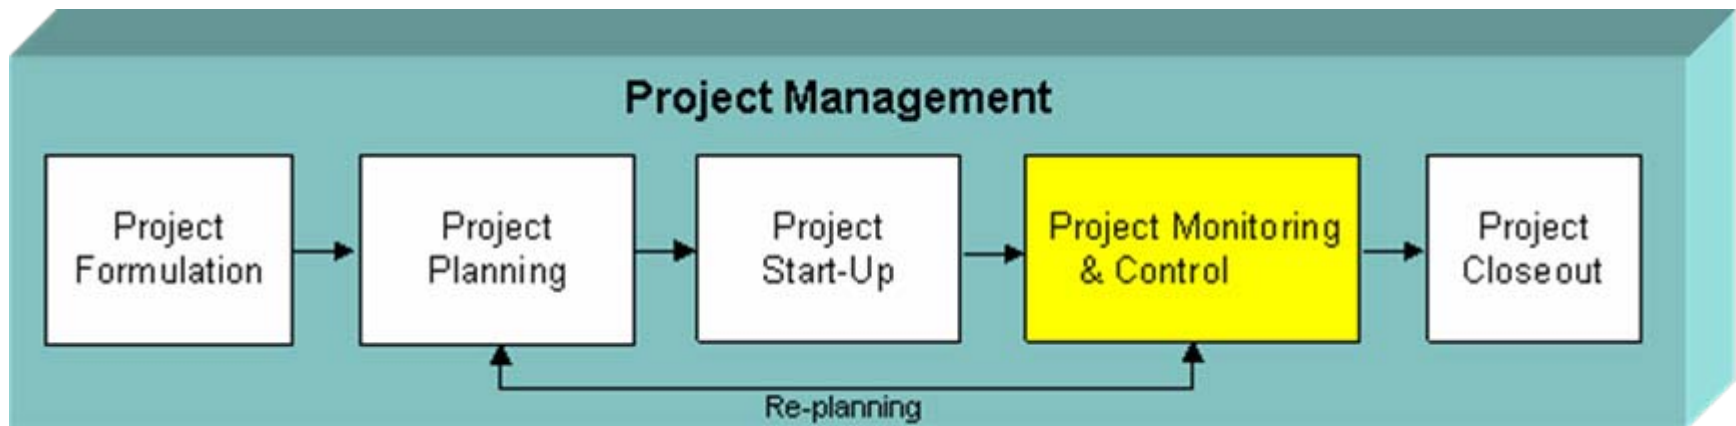 Project Management
Project
Formulation
Project
Planning
Project
Start-Up
Project Monitoring
& Control
Project
Closeout
Re-planning